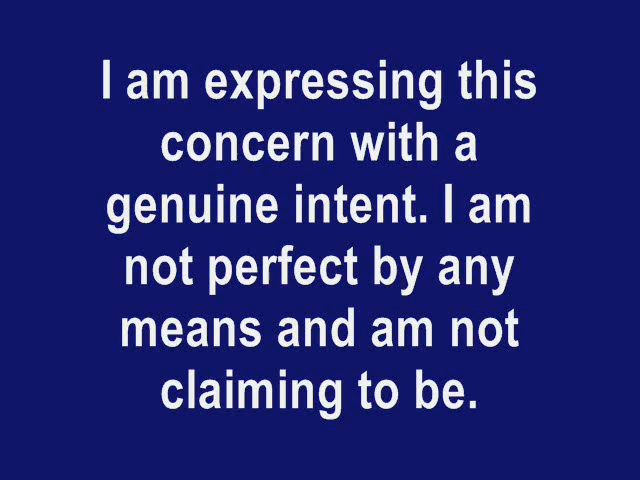 I am expressing this
concern with a
genuine intent. I am
not perfect by any
means and am not
claiming to be.